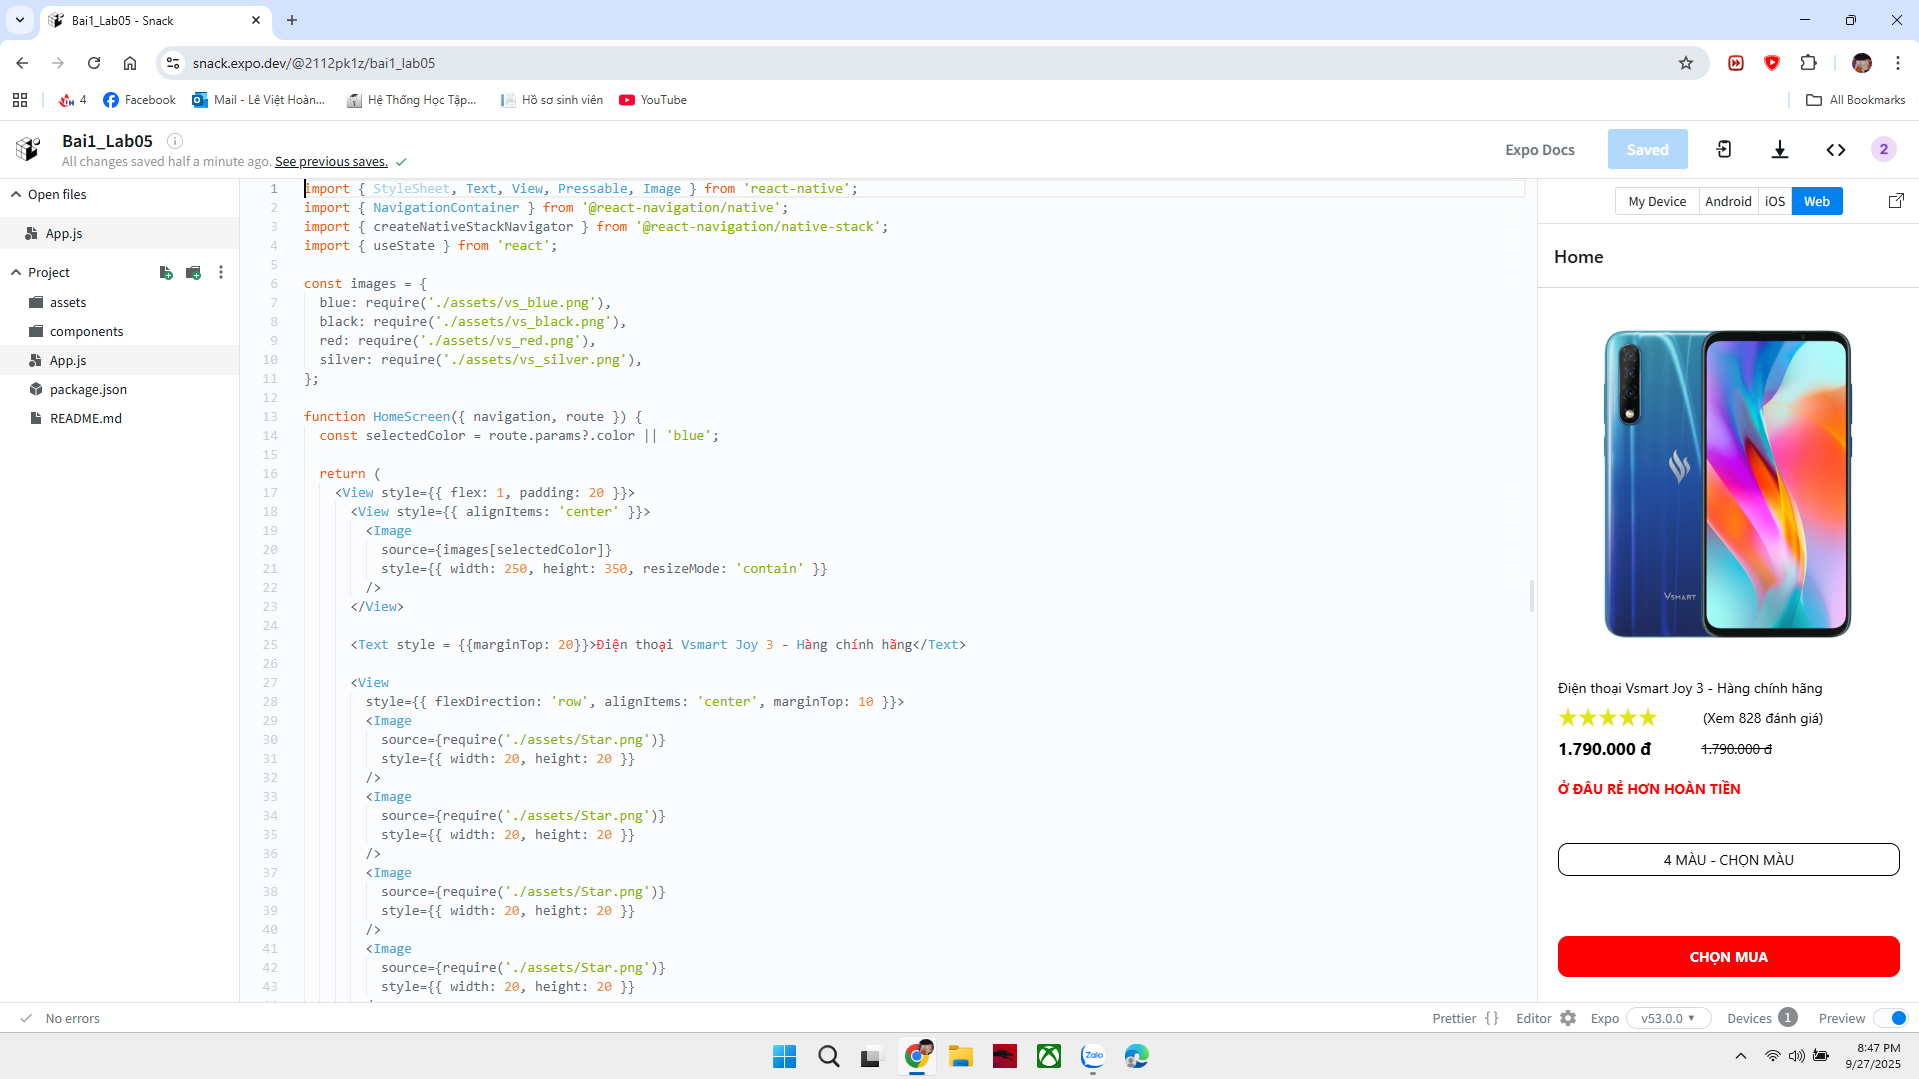 Bai1_Lab05 - Snack
snack.expo.dev/@2112pk1z/bai1_lab05
4
Facebook
Mail - Lê Việt Hoàn...
Hệ Thống Học Tập...
Hồ sơ sinh viên
YouTube
All Bookmarks
Bai1_Lab05
All changes saved half a minute ago. See previous saves.
Expo Docs
Saved
2
Open files
App.js
Project
assets
components
App.js
package.json
README.md
1 import { StyleSheet, Text, View, Pressable, Image } from 'react-native';
2 import { NavigationContainer } from '@react-navigation/native';
3 import { createNativeStackNavigator } from '@react-navigation/native-stack';
4 import { useState } from 'react';
5
6 const images = {
7 blue: require('./assets/vs_blue.png'),
8 black: require('./assets/vs_black.png'),
9 red: require('./assets/vs_red.png'),
10 silver: require('./assets/vs_silver.png'),
11 };
12
13 function HomeScreen({ navigation, route }) {
14 const selectedColor = route.params?.color || 'blue';
15
16 return (
17 <View style={{ flex: 1, padding: 20 }}>
18 <View style={{ alignItems: 'center' }}>
19 <Image
20 source={images[selectedColor]}
21 style={{ width: 250, height: 350, resizeMode: 'contain' }}
22 />
23 </View>
24
25 <Text style = {{marginTop: 20}}>Điện thoại Vsmart Joy 3 - Hàng chính hãng</Text>
26
27 <View
28 style={{ flexDirection: 'row', alignItems: 'center', marginTop: 10 }}>
29 <Image
30 source={require('./assets/Star.png')}
31 style={{ width: 20, height: 20 }}
32 />
33 <Image
34 source={require('./assets/Star.png')}
35 style={{ width: 20, height: 20 }}
36 />
37 <Image
38 source={require('./assets/Star.png')}
39 style={{ width: 20, height: 20 }}
40 />
41 <Image
42 source={require('./assets/Star.png')}
43 style={{ width: 20, height: 20 }}
My Device
Android
iOS
Web
Home
VSMART
Điện thoại Vsmart Joy 3 - Hàng chính hãng
(Xem 828 đánh giá)
1.790.000 đ
1.790.000 đ
Ở ĐÂU RẺ HƠN HOÀN TIỀN
4 MÀU - CHỌN MÀU
CHỌN MUA
No errors
Prettier { }
Editor
Expo
v53.0.0
Devices 1
Preview
Zalo
8:47 PM
9/27/2025